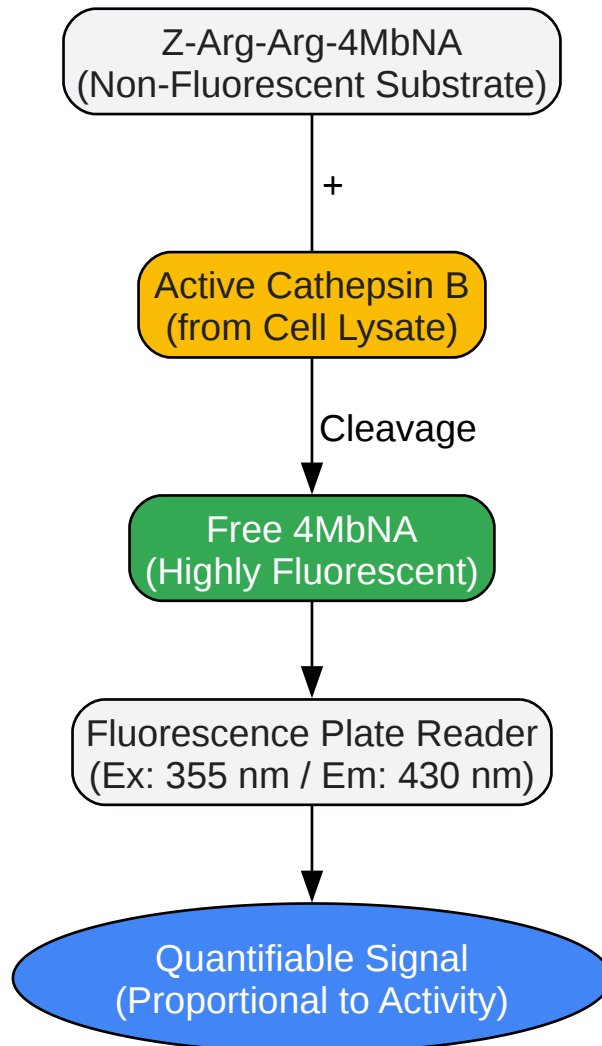 Z-Arg-Arg-4MbNA
(Non-Fluorescent Substrate)
+
Active Cathepsin B
(from Cell Lysate)
Cleavage
Free 4MbNA
(Highly Fluorescent)
Fluorescence Plate Reader
(Ex: 355 nm / Em: 430 nm)
Quantifiable Signal
(Proportional to Activity)